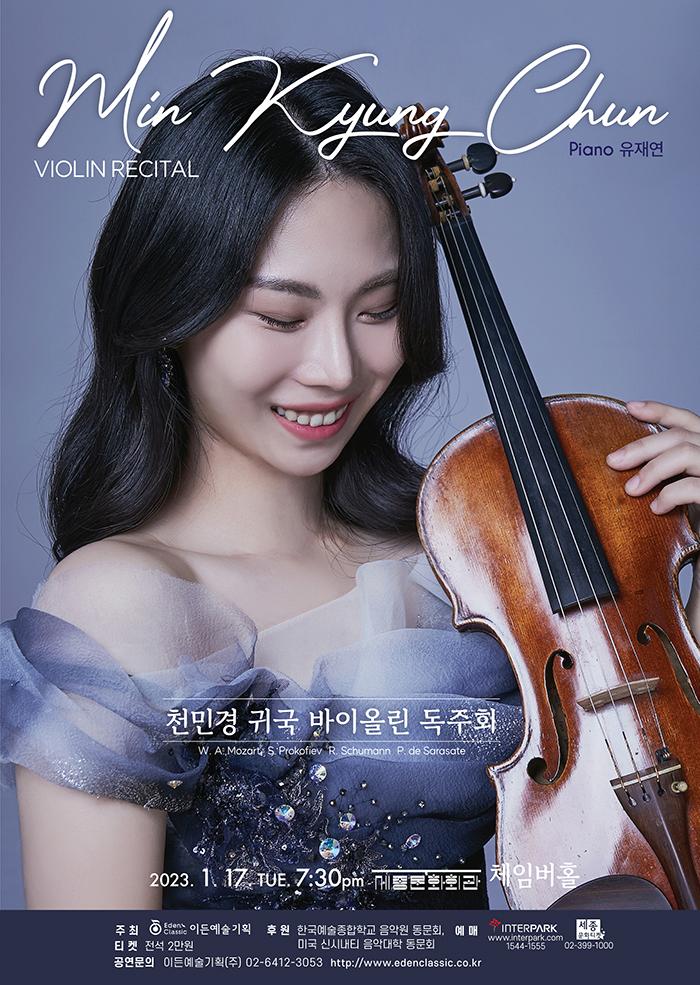 Min Kyung Chun
VIOLIN RECITAL
Piano 유재연
천민경 귀국 바이올린 독주회
W. A. Mozart S. Prokofiev R. Schumann P. de Sarasate
2023. 1. 17. TUE. 7:30pm 세종문화회관 체임버홀
주최 Eden Classic 이든예술기획 후원 한국예술종합학교 음악원 동문회, 예매 INTERPARK 세종문화티켓
미국 신시내티 음악대학 동문회 www.interpark.com 02-399-1000
1544-1555
티켓 전석 2만원
공연문의 이든예술기획(주) 02-6412-3053 http://www.edenclassic.co.kr